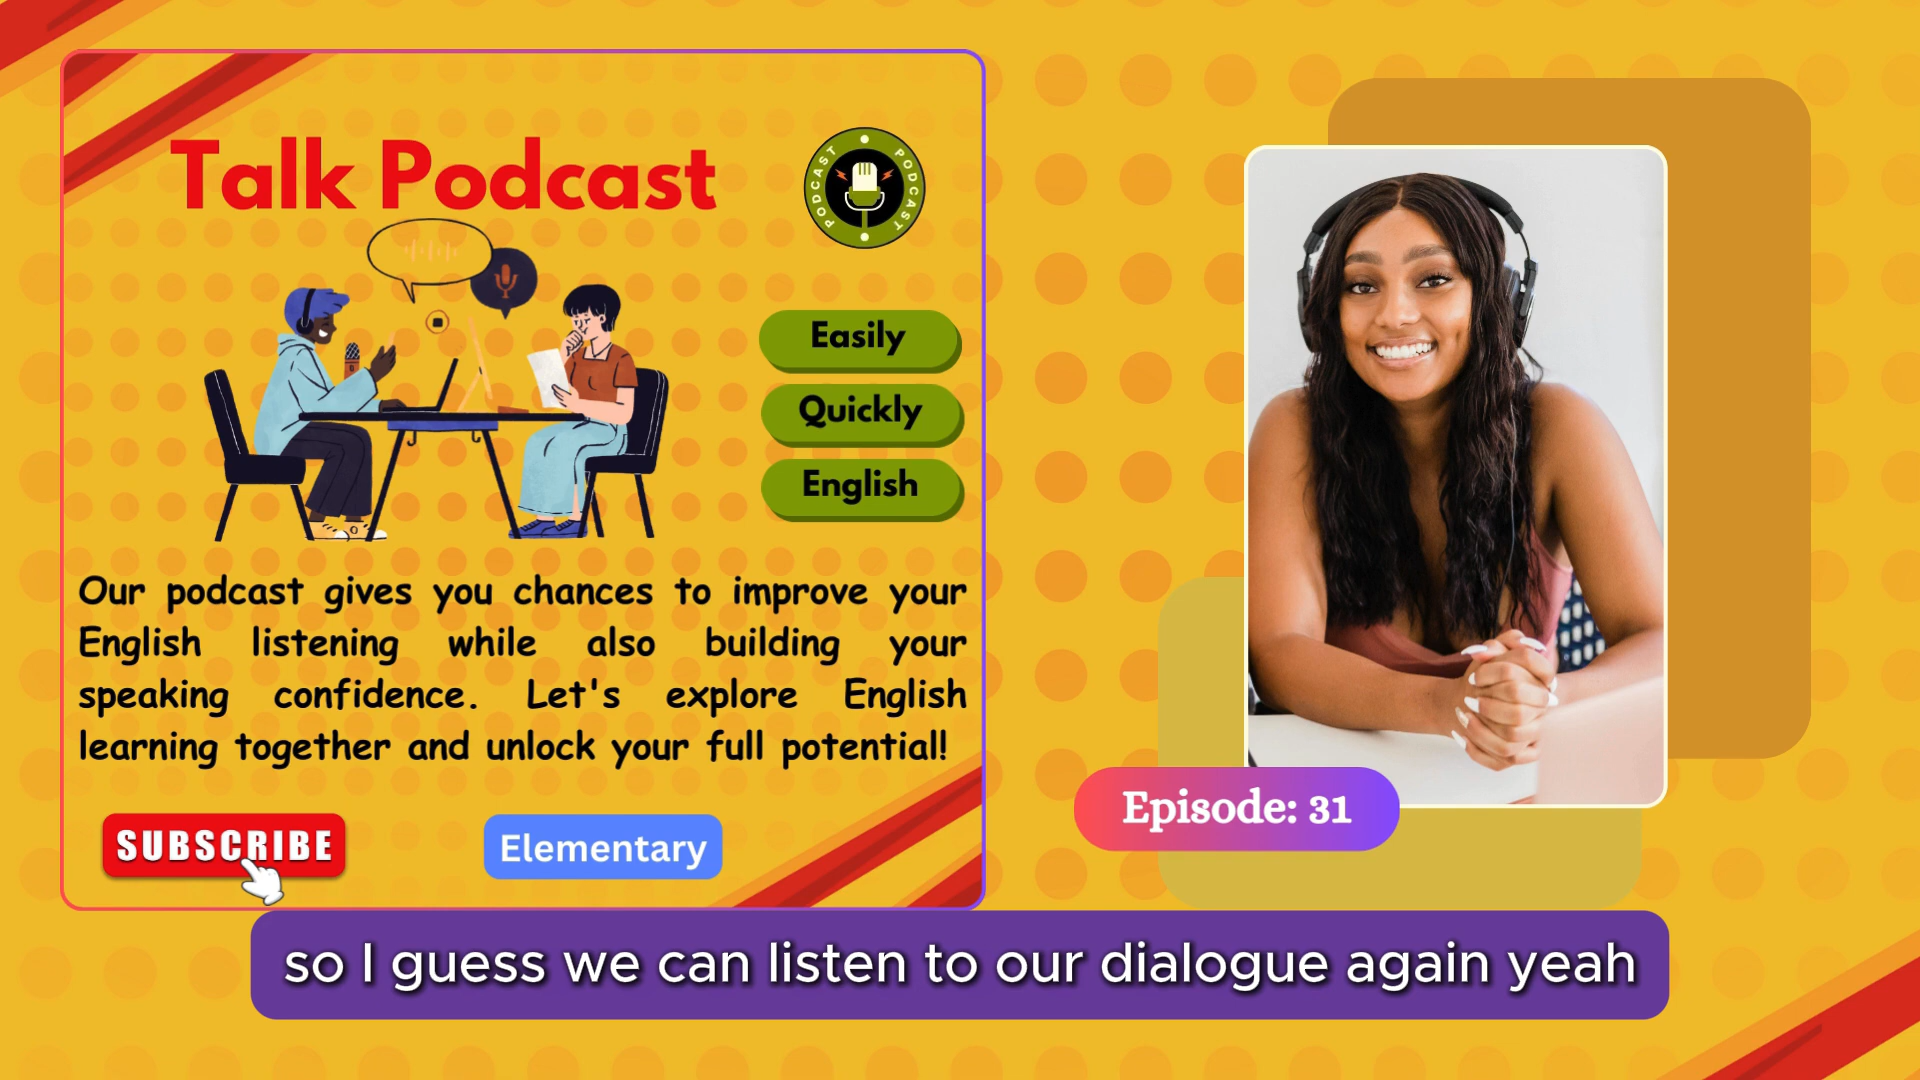 Talk Podcast
PODCAST PODCAST
Easily
Quickly
English
Our podcast gives you chances to improve your
English listening while also building your
speaking confidence. Let's explore English
learning together and unlock your full potential!
SUBSCRIBE
Elementary
Episode: 31
so I guess we can listen to our dialogue again yeah